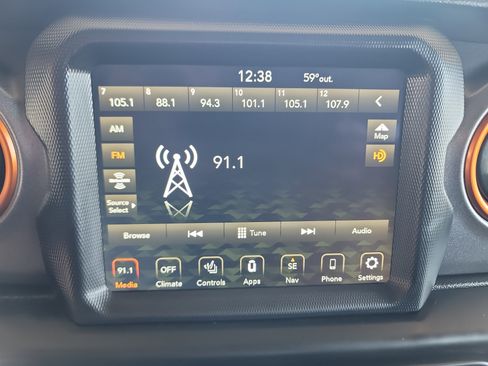 12:38 59°out.
7 8 9 10 11 12
105.1 88.1 94.3 101.1 105.1 107.9
AM
Map
FM
91.1
HD
Source
Select
Browse Tune Audio
91.1 OFF SE
Media Climate Controls Apps Nav Phone Settings